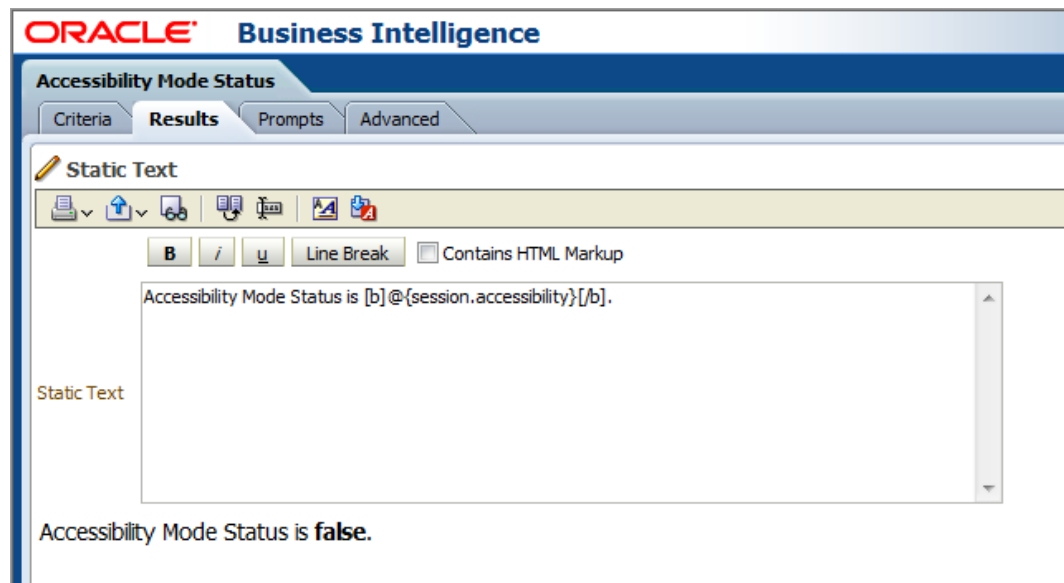 ORACLE Business Intelligence
Accessibility Mode Status
Criteria Results Prompts Advanced
Static Text
B i u Line Break Contains HTML Markup
Accessibility Mode Status is [b]@{session.accessibility}[/b].
Static Text
Accessibility Mode Status is false.